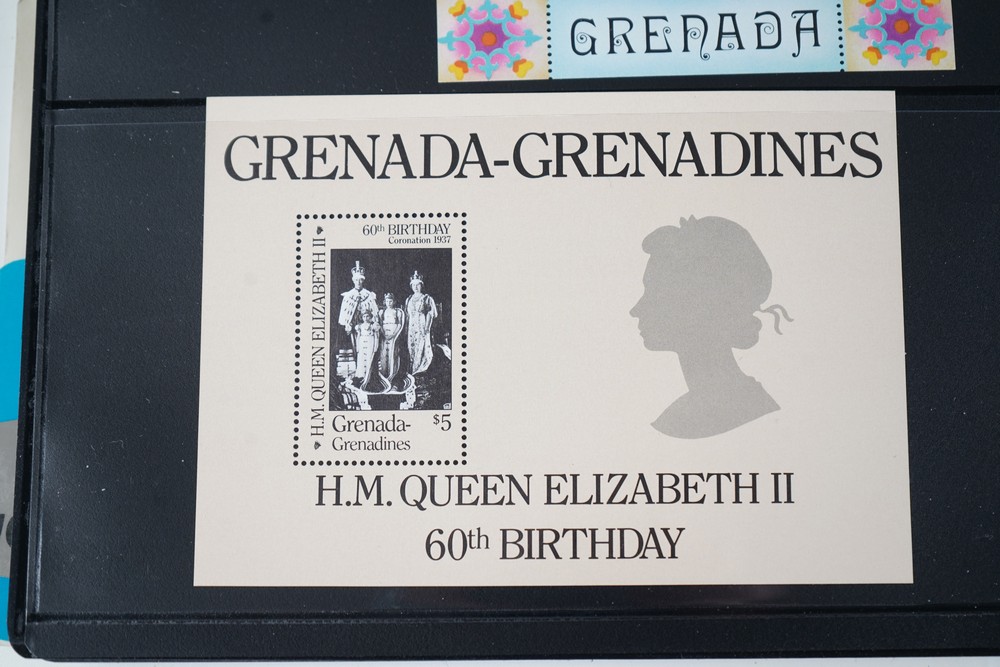 GRENADA
GRENADA-GRENADINES
60th BIRTHDAY
Coronation 1937
H.M. QUEEN ELIZABETH II
Grenada-
Grenadines
$5
H.M. QUEEN ELIZABETH II
60th BIRTHDAY